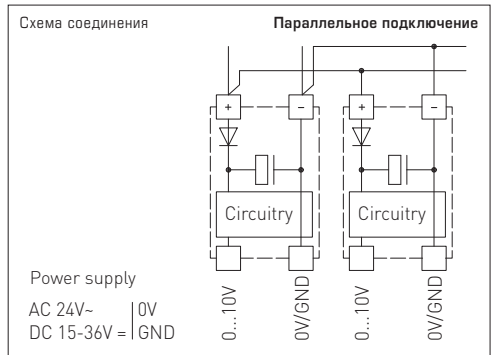 Схема соединения
Параллельное подключение
+ − + −
Circuitry Circuitry
Power supply
AC 24V~ 0V
DC 15-36V = GND
0...10V
0V/GND
0...10V
0V/GND